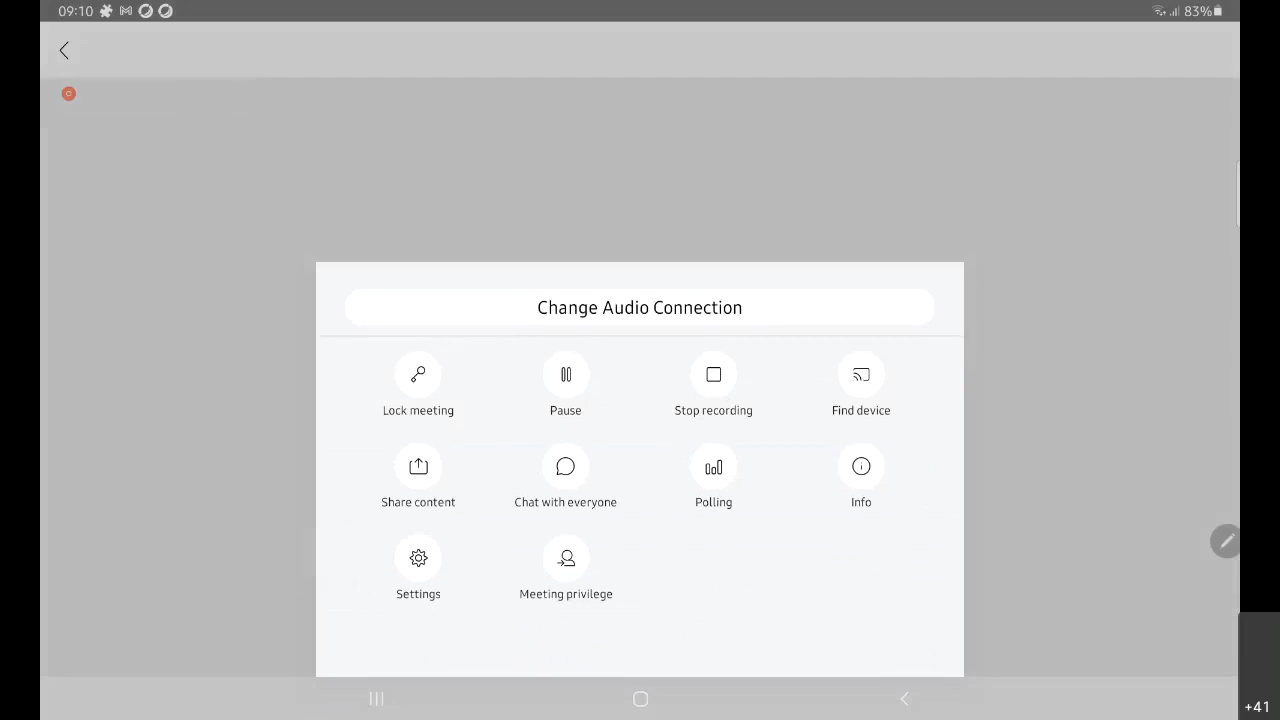 09:10
83%
Change Audio Connection
Lock meeting
Pause
Stop recording
Find device
Share content
Chat with everyone
Polling
Info
Settings
Meeting privilege
+41